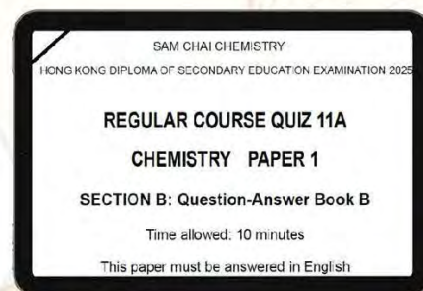 SAM CHAI CHEMISTRY
HONG KONG DIPLOMA OF SECONDARY EDUCATION EXAMINATION 2025
REGULAR COURSE QUIZ 11A
CHEMISTRY PAPER 1
SECTION B: Question-Answer Book B
Time allowed: 10 minutes
This paper must be answered in English